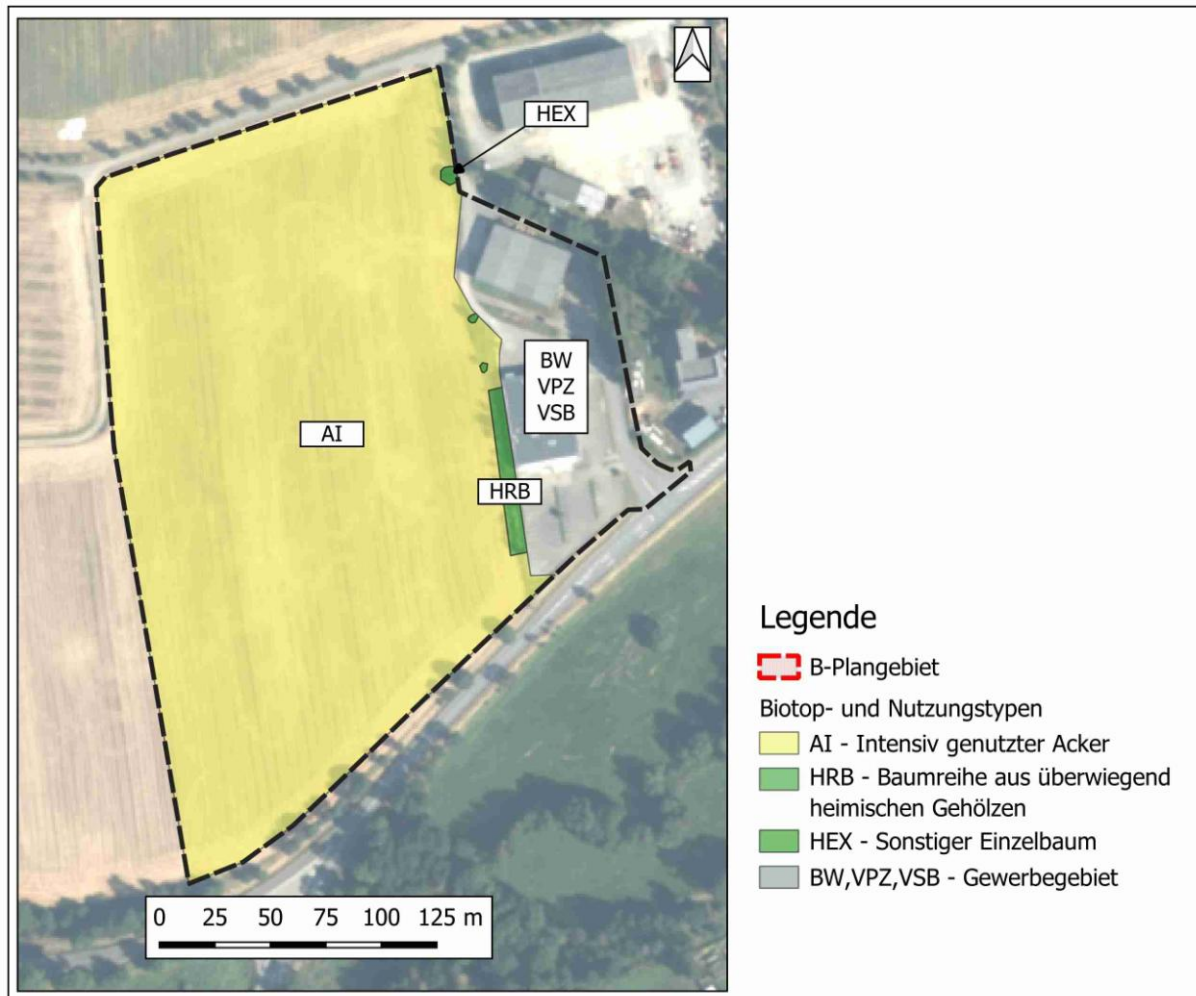 HEX
BW
VPZ
VSB
AI
HRB
0 25 50 75 100 125 m
Legende
B-Plangebiet
Biotop- und Nutzungstypen
AI - Intensiv genutzter Acker
HRB - Baumreihe aus überwiegend
heimischen Gehölzen
HEX - Sonstiger Einzelbaum
BW,VPZ,VSB - Gewerbegebiet